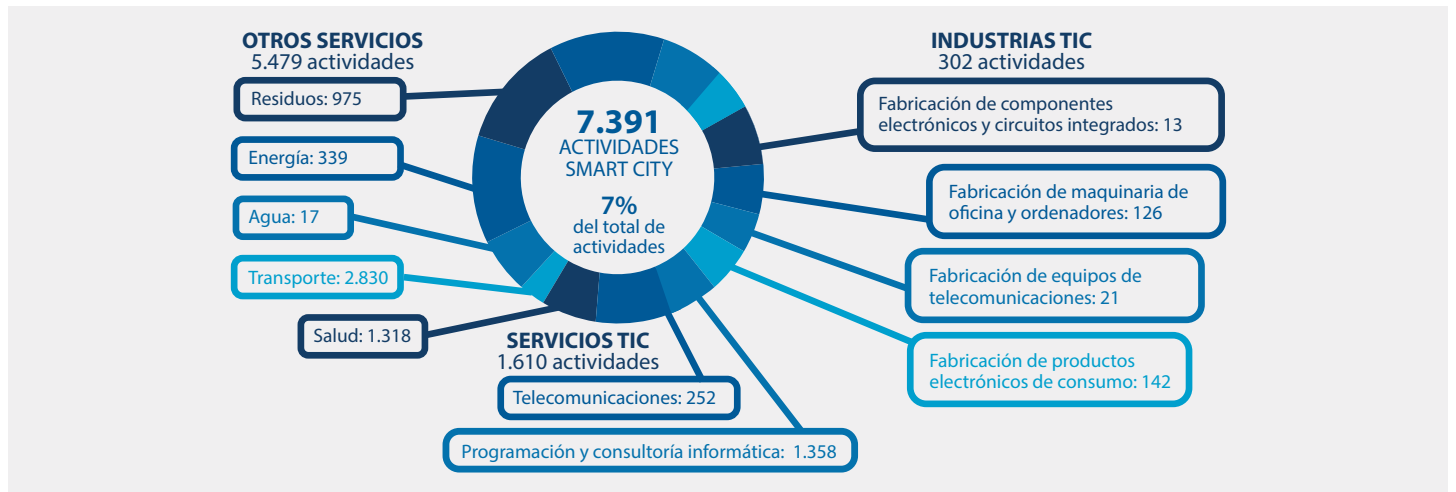 OTROS SERVICIOS
5.479 actividades
Residuos: 975
Energía: 339
Agua: 17
Transporte: 2.830
Salud: 1.318
7.391
ACTIVIDADES
SMART CITY
7%
del total de
actividades
SERVICIOS TIC
1.610 actividades
Telecomunicaciones: 252
Programación y consultoría informática: 1.358
INDUSTRIAS TIC
302 actividades
Fabricación de componentes
electrónicos y circuitos integrados: 13
Fabricación de maquinaria de
oficina y ordenadores: 126
Fabricación de equipos de
telecomunicaciones: 21
Fabricación de productos
electrónicos de consumo: 142